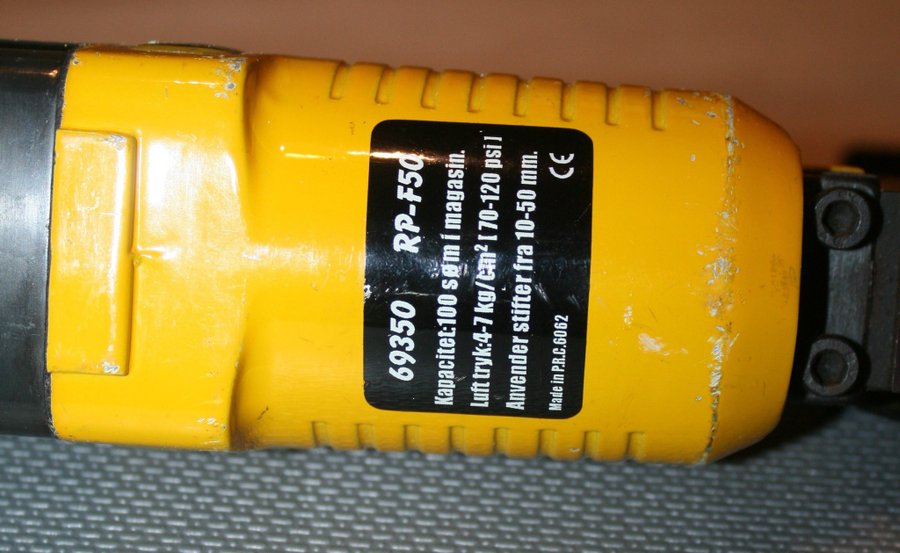 69350 RP-F50
Kapacitet:100 søm i magasin.
Luft tryk:4-7 kg/cm² [ 70-120 psi ]
Anvender stifter fra 10-50 mm.
Made in P.R.C.6062
CE